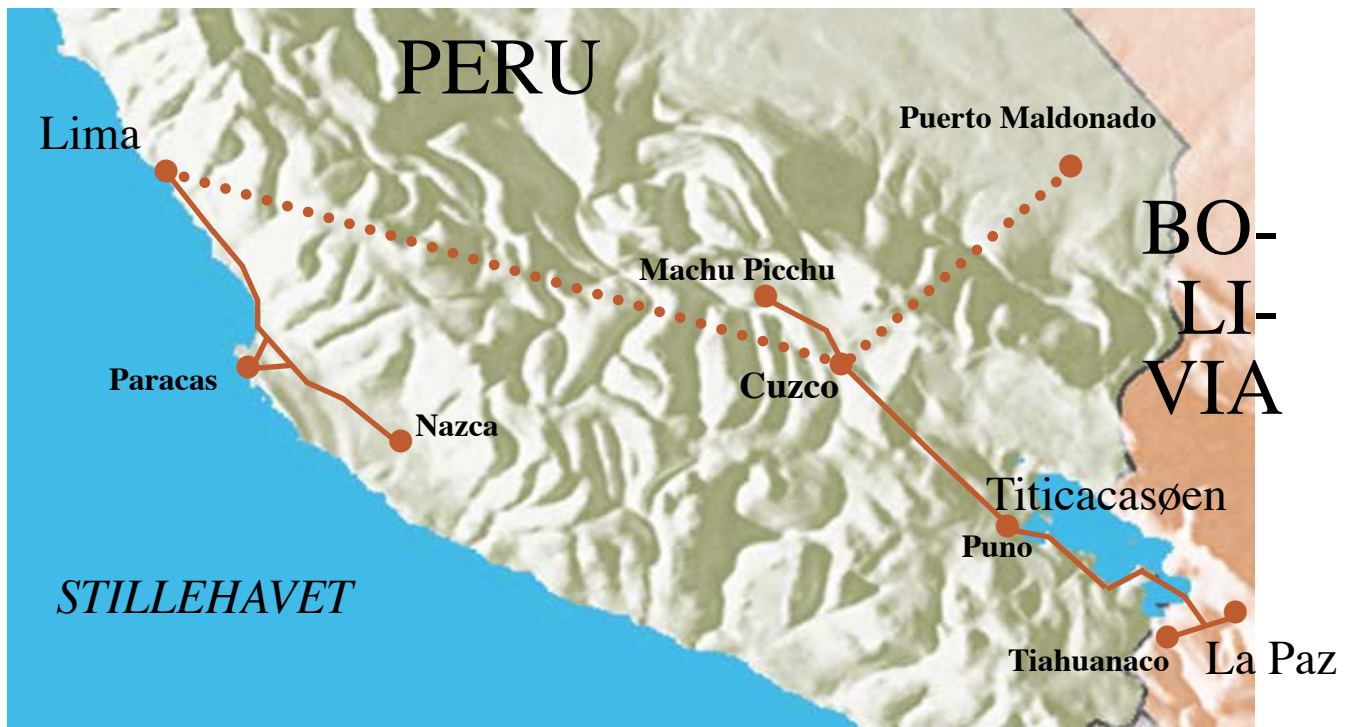 PERU
Lima
Puerto Maldonado
BO-
LI-
VIA
Machu Picchu
Paracas
Cuzco
Nazca
Titicacasøen
Puno
STILLEHAVET
Tiahuanaco
La Paz